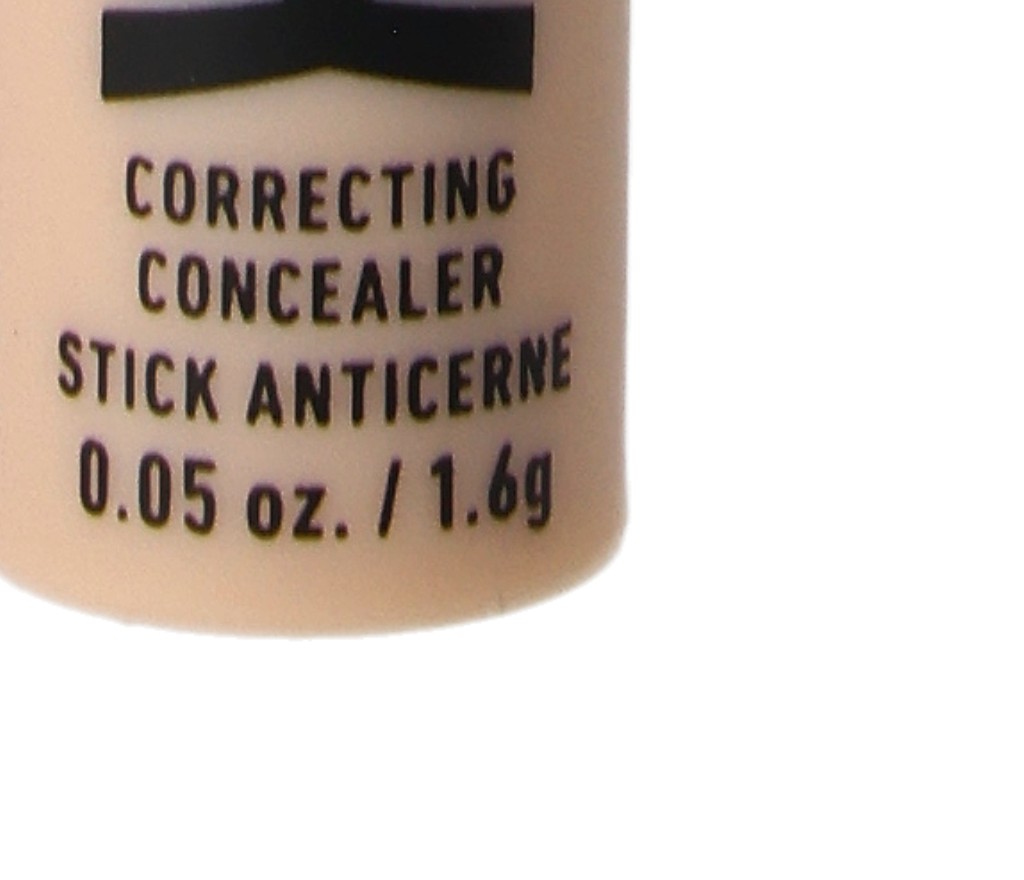 CORRECTING
CONCEALER
STICK ANTICERNE
0.05 oz. / 1.6g